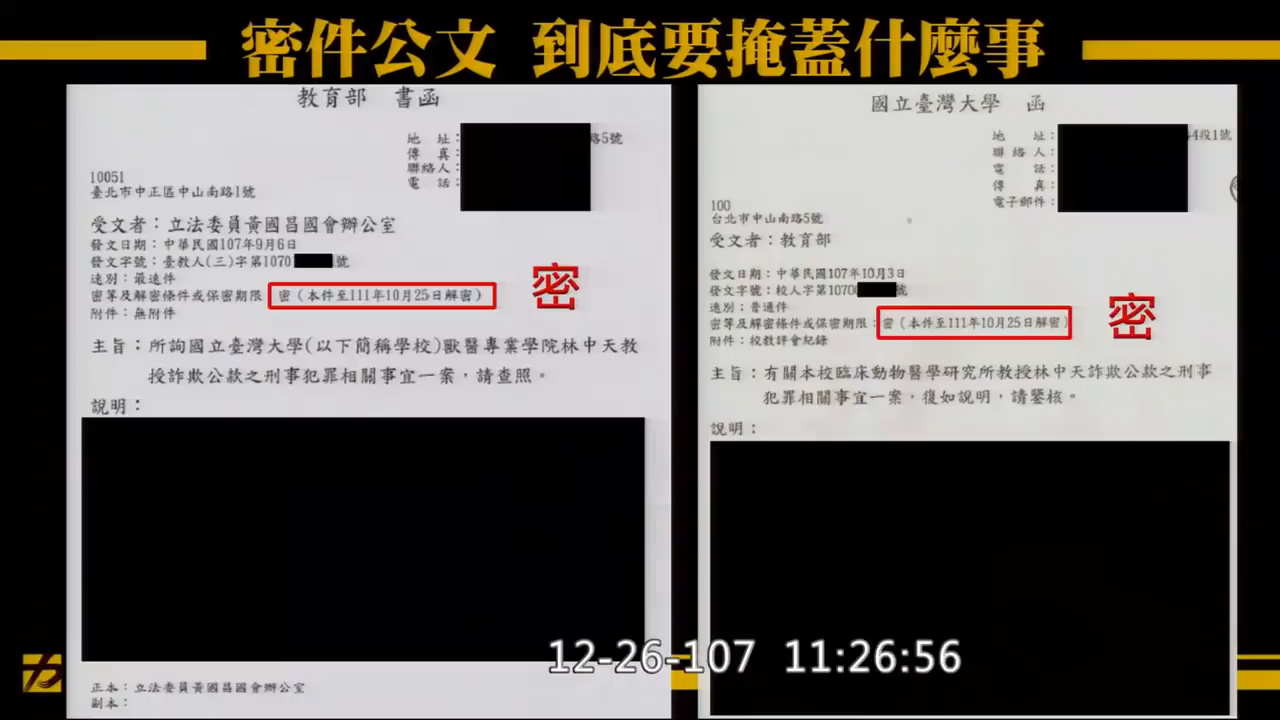 密件公文 到底要掩蓋什麼事
教育部 書函
地 址：
路5號
傳 真：
聯絡人：
電 話：
10051
臺北市中正區中山南路1號
受文者：立法委員黃國昌國會辦公室
發文日期：中華民國107年9月6日
發文字號：臺教人(三)字第1070
號
速別：最速件
密等及解密條件或保密期限
密（本件至111年10月25日解密）
密
附件：無附件
主旨：所詢國立臺灣大學(以下簡稱學校)獸醫專業學院林中天教
授詐欺公款之刑事犯罪相關事宜一案，請查照。
說明：
正本：立法委員黃國昌國會辦公室
副本：
國立臺灣大學 函
地 址：
4段1號
聯 絡 人：
電 話：
傳 真：
電子郵件：
100
台北市中山南路5號
受文者：教育部
發文日期：中華民國107年10月3日
發文字號：校人字第1070
號
速別：普通件
密等及解密條件或保密期限：密（本件至111年10月25日解密）
密
附件：校教評會紀錄
主旨：有關本校臨床動物醫學研究所教授林中天詐欺公款之刑事
犯罪相關事宜一案，復如說明，請鑒核。
說明：
12-26-107 11:26:56